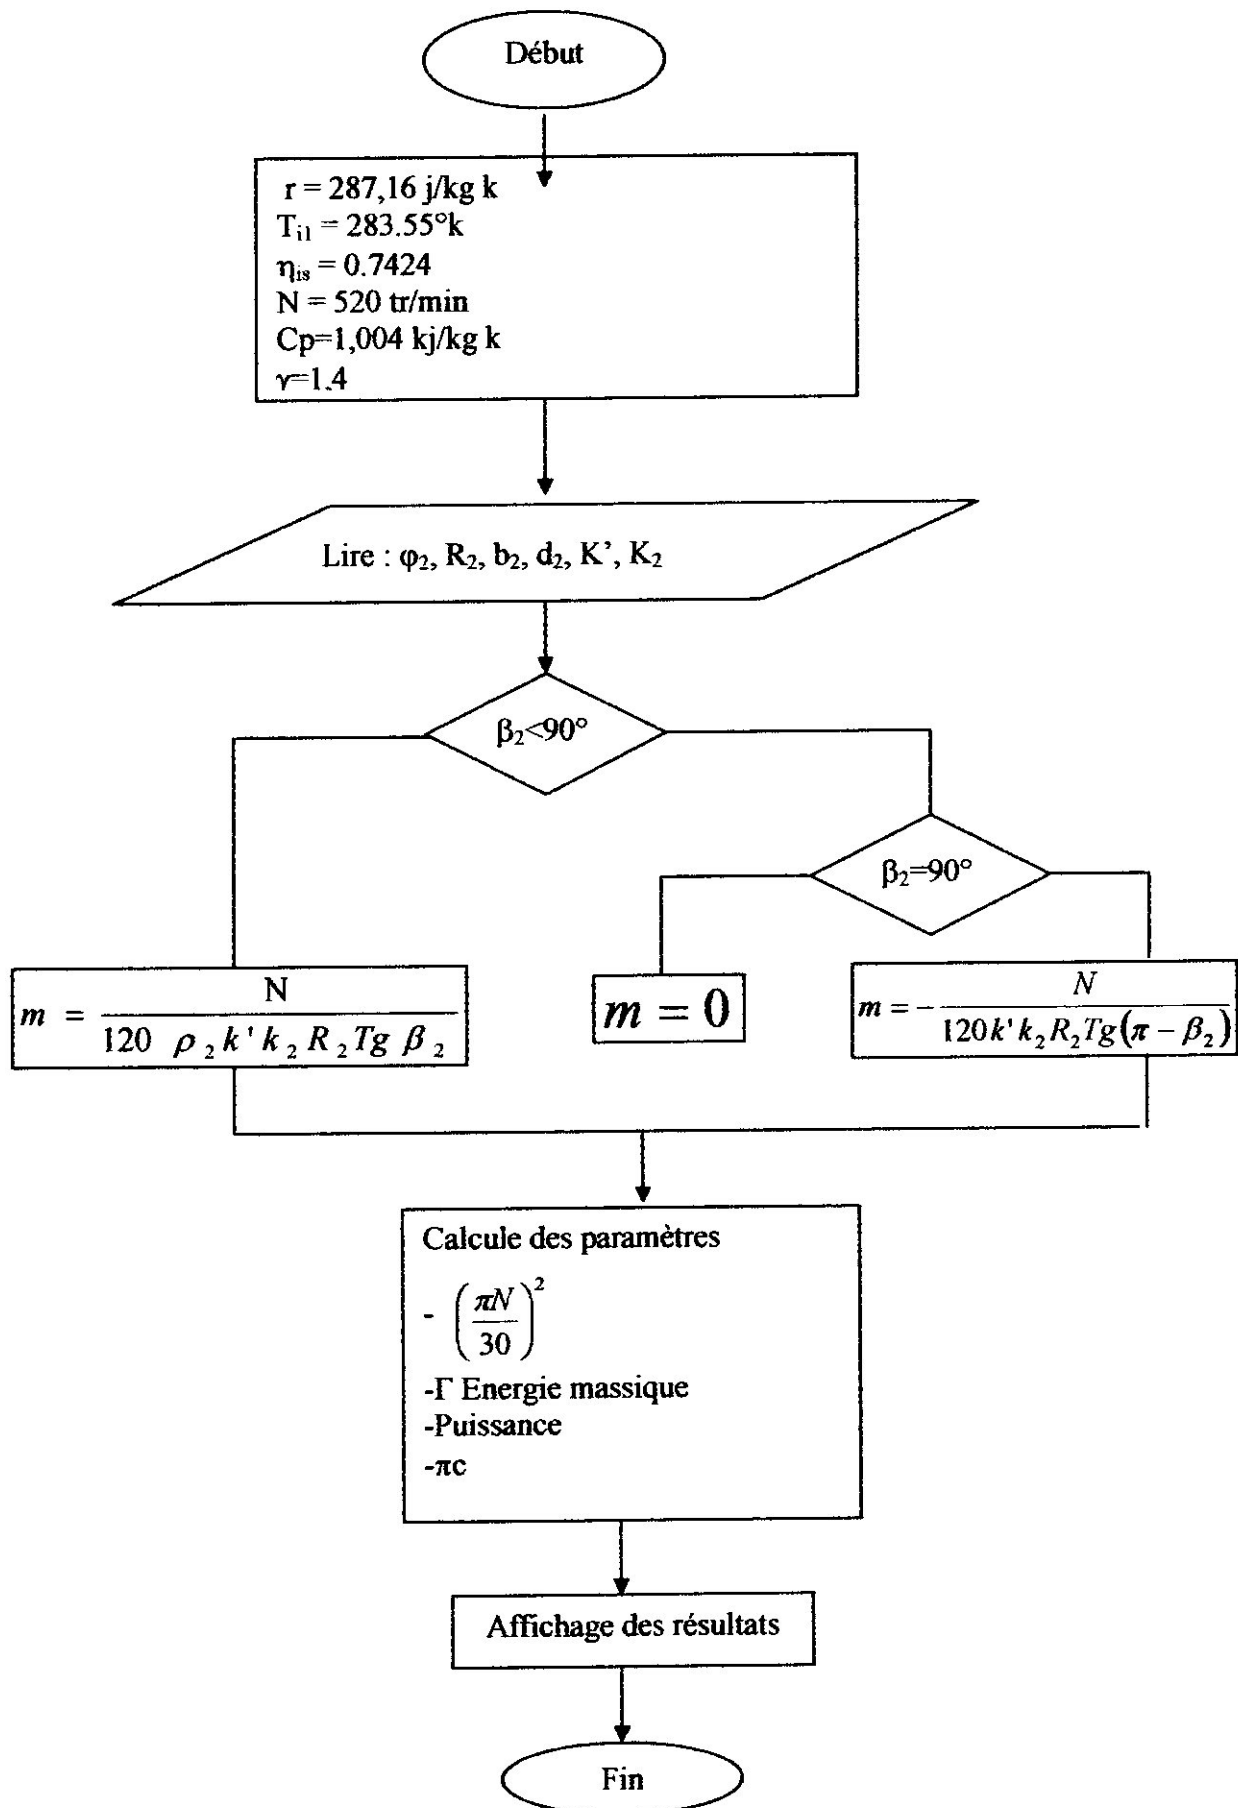 Début
r = 287,16 j/kg k
Ti1 = 283.55°k
ηis = 0.7424
N = 520 tr/min
Cp=1,004 kj/kg k
γ=1.4
Lire : φ2, R2, b2, d2, K’, K2
β2<90°
β2=90°
m = N / (120 ρ2 k' k2 R2 Tg β2)
m = 0
m = - N / (120 k' k2 R2 Tg(π - β2))
Calcule des paramètres
- (πN/30)²
-Γ Energie massique
-Puissance
-πc
Affichage des résultats
Fin